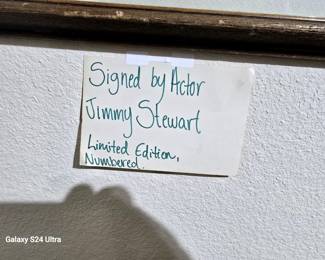 Signed by Actor
Jimmy Stewart
Limited Edition,
Numbered.
Galaxy S24 Ultra